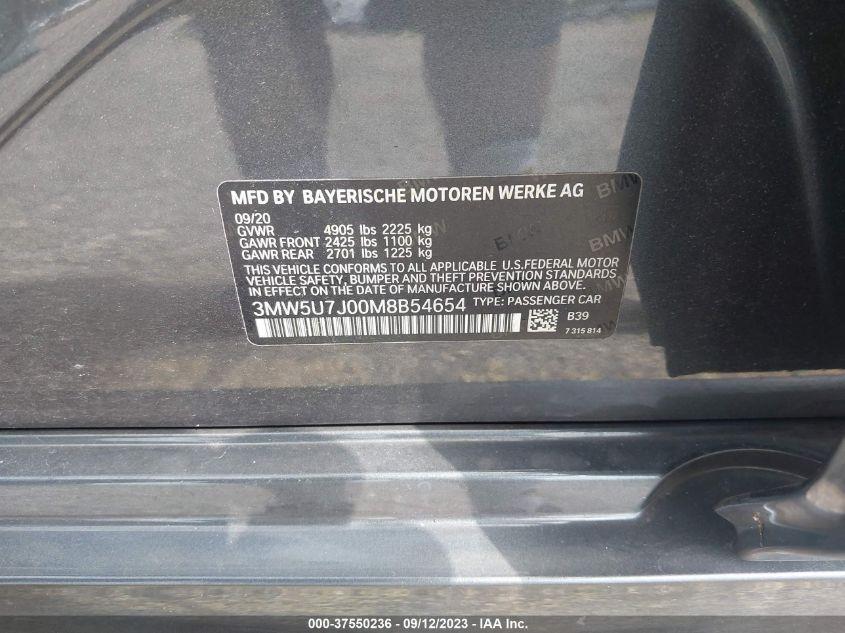 MFD BY BAYERISCHE MOTOREN WERKE AG
09/20
GVWR 4905 lbs 2225 kg
GAWR FRONT 2425 lbs 1100 kg
GAWR REAR 2701 lbs 1225 kg
THIS VEHICLE CONFORMS TO ALL APPLICABLE U.S.FEDERAL MOTOR
VEHICLE SAFETY, BUMPER AND THEFT PREVENTION STANDARDS
IN EFFECT ON THE DATE OF MANUFACTURE SHOWN ABOVE.
3MW5U7J00M8B54654 TYPE: PASSENGER CAR
B39
7 315 814
000-37550236 - 09/12/2023 - IAA Inc.